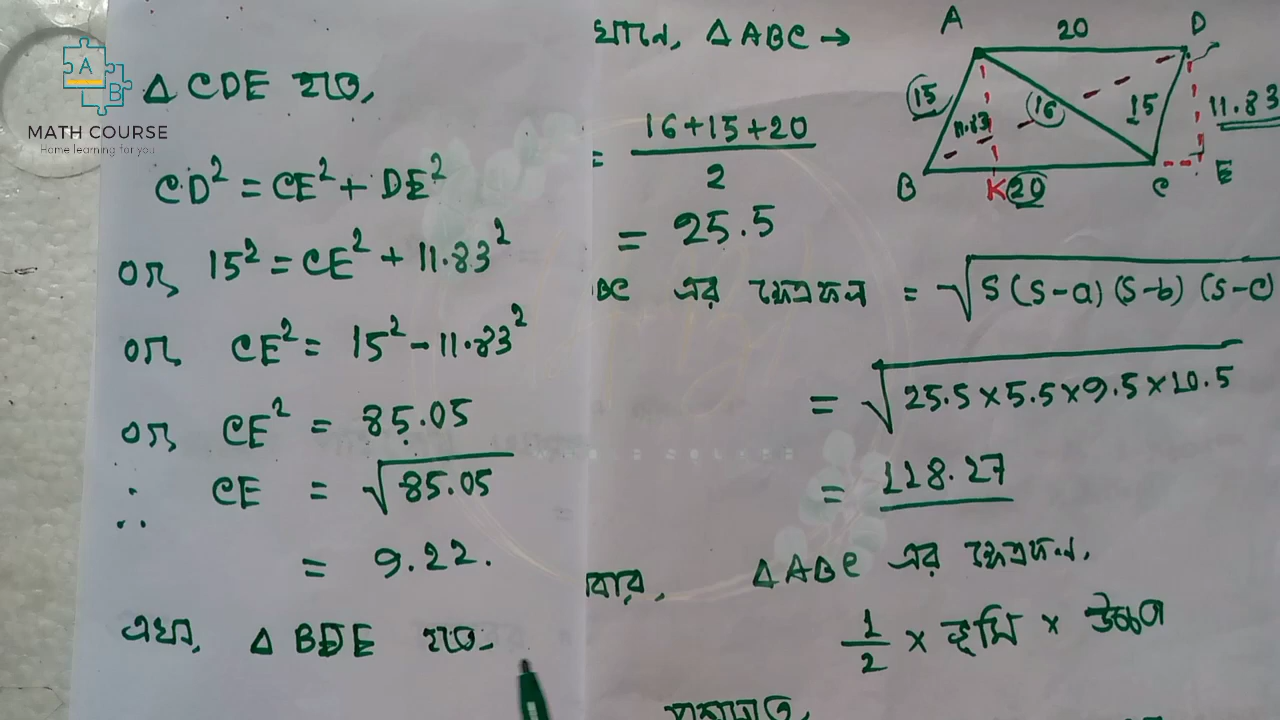 MATH COURSE
Home learning for you
Δ CDE হতে,
CD² = CE² + DE²
or 15² = CE² + 11.83²
or CE² = 15² - 11.83²
or CE² = 85.05
∴ CE = √85.05
= 9.22.
Δ BDE হতে
Δ ABC →
= (16+15+20)/2
= 25.5
BC এর ক্ষেত্রফল = √S(S-a)(S-b)(S-c)
= √25.5×5.5×9.5×10.5
= 118.27
Δ ABC এর ক্ষেত্রফল,
1/2 × ভূমি × উচ্চতা
A 20 D
15 11.83 16 15 11.83
B K 20 C E